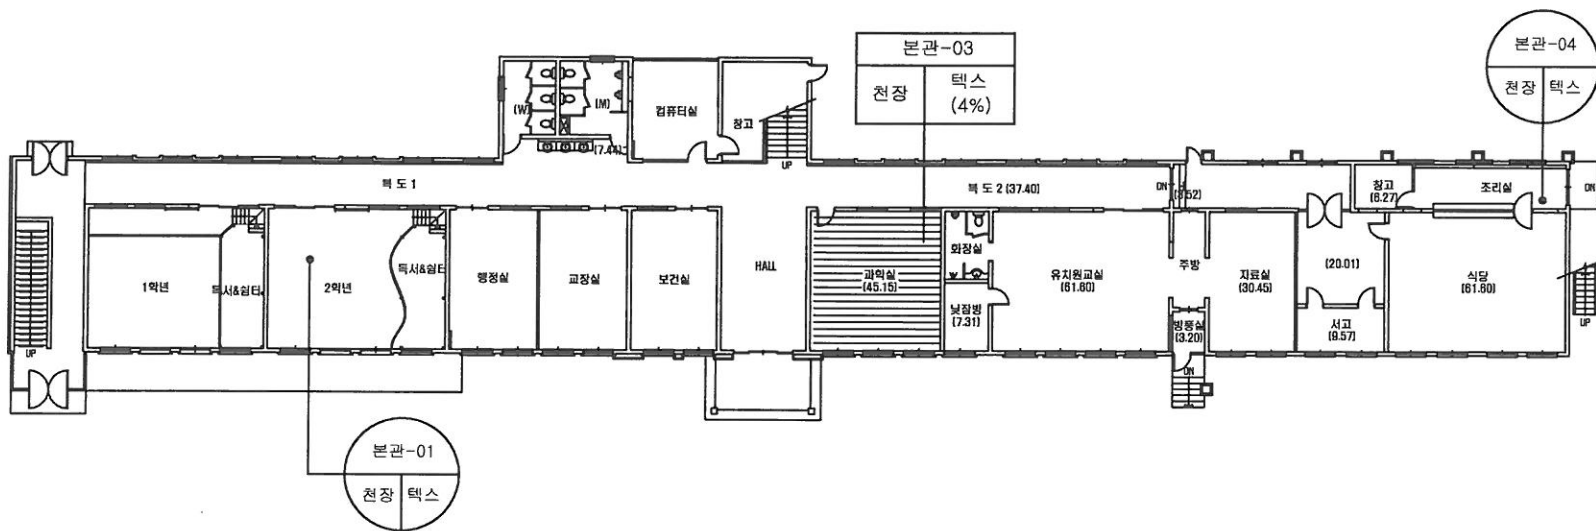 본관-03
천장 텍스
(4%)
본관-04
천장 텍스
(W)
(M)
(7.44)
컴퓨터실
창고
UP
복 도 1
복 도 2 (37.40)
DN
(3.52)
창고
(6.27)
조리실
DN
1학년
독서&쉼터
2학년
독서&쉼터
행정실
교장실
보건실
HALL
과학실
(45.15)
화장실
낮잠방
(7.31)
유치원교실
(61.60)
주방
방풍실
(3.20)
DN
자료실
(30.45)
(20.01)
서고
(9.57)
식당
(61.60)
UP
UP
본관-01
천장 텍스